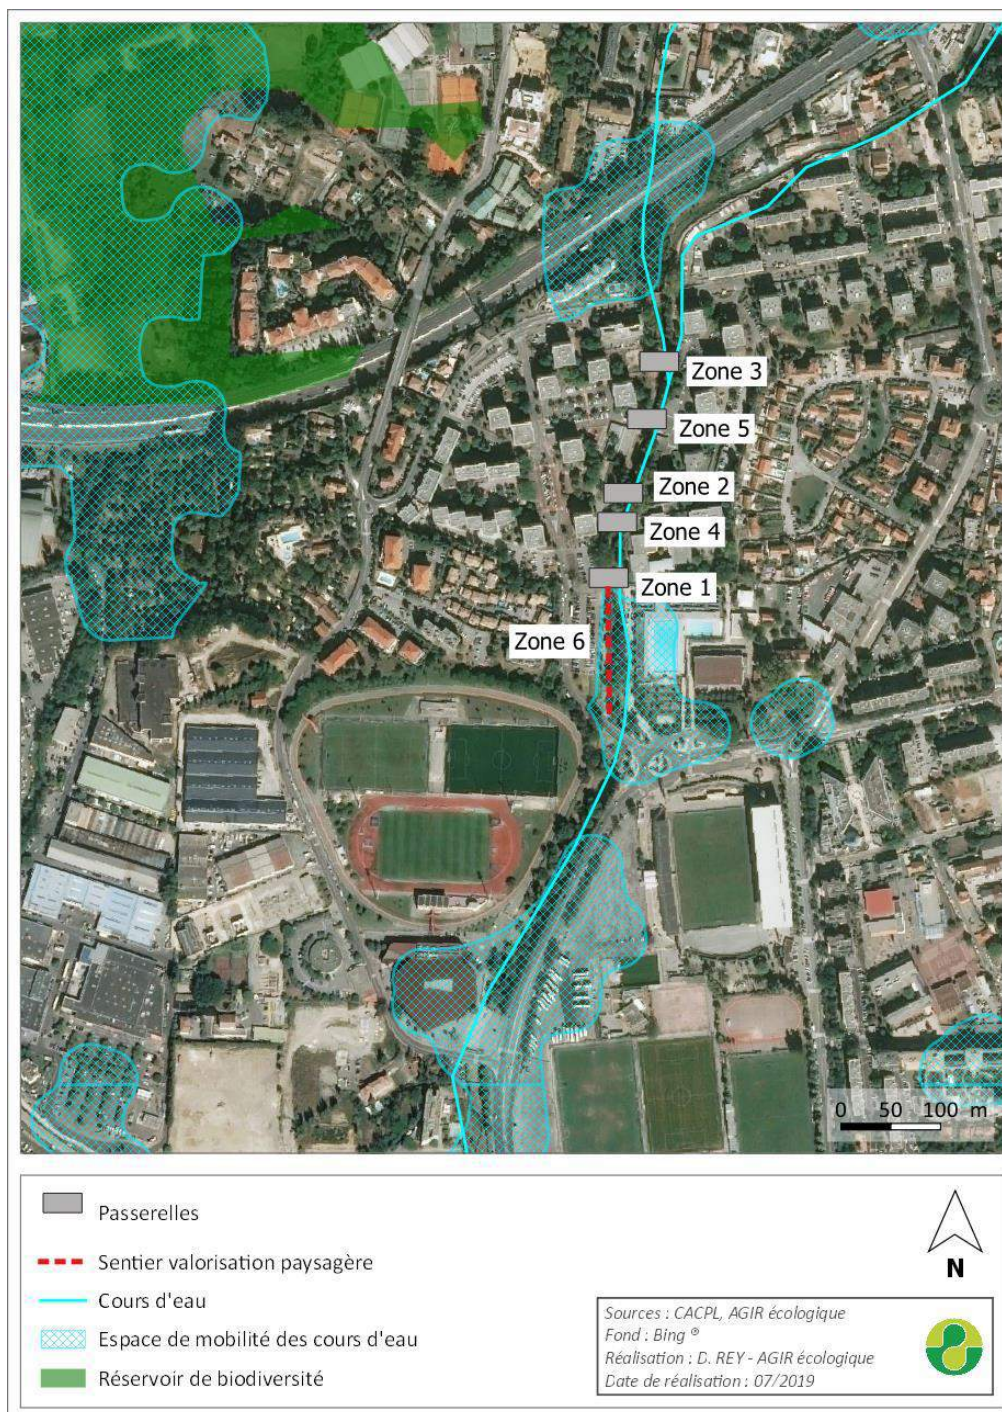 Zone 3
Zone 5
Zone 2
Zone 4
Zone 1
Zone 6
0 50 100 m
Passerelles
Sentier valorisation paysagère
Cours d'eau
Espace de mobilité des cours d'eau
Réservoir de biodiversité
N
Sources : CACPL, AGIR écologique
Fond : Bing ®
Réalisation : D. REY - AGIR écologique
Date de réalisation : 07/2019